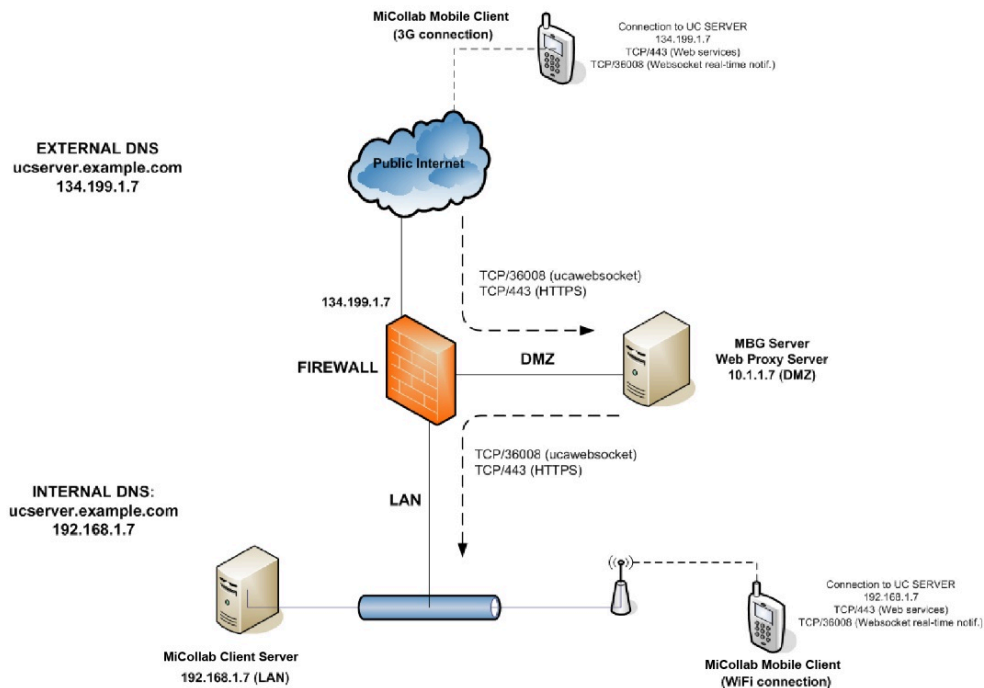 MiCollab Mobile Client
(3G connection)
Connection to UC SERVER
134.199.1.7
TCP/443 (Web services)
TCP/36008 (Websocket real-time notif.)
EXTERNAL DNS
ucserver.example.com
134.199.1.7
Public Internet
TCP/36008 (ucawebsocket)
TCP/443 (HTTPS)
134.199.1.7
FIREWALL
DMZ
MBG Server
Web Proxy Server
10.1.1.7 (DMZ)
TCP/36008 (ucawebsocket)
TCP/443 (HTTPS)
LAN
INTERNAL DNS:
ucserver.example.com
192.168.1.7
Connection to UC SERVER
192.168.1.7
TCP/443 (Web services)
TCP/36008 (Websocket real-time notif.)
MiCollab Client Server
192.168.1.7 (LAN)
MiCollab Mobile Client
(WiFi connection)